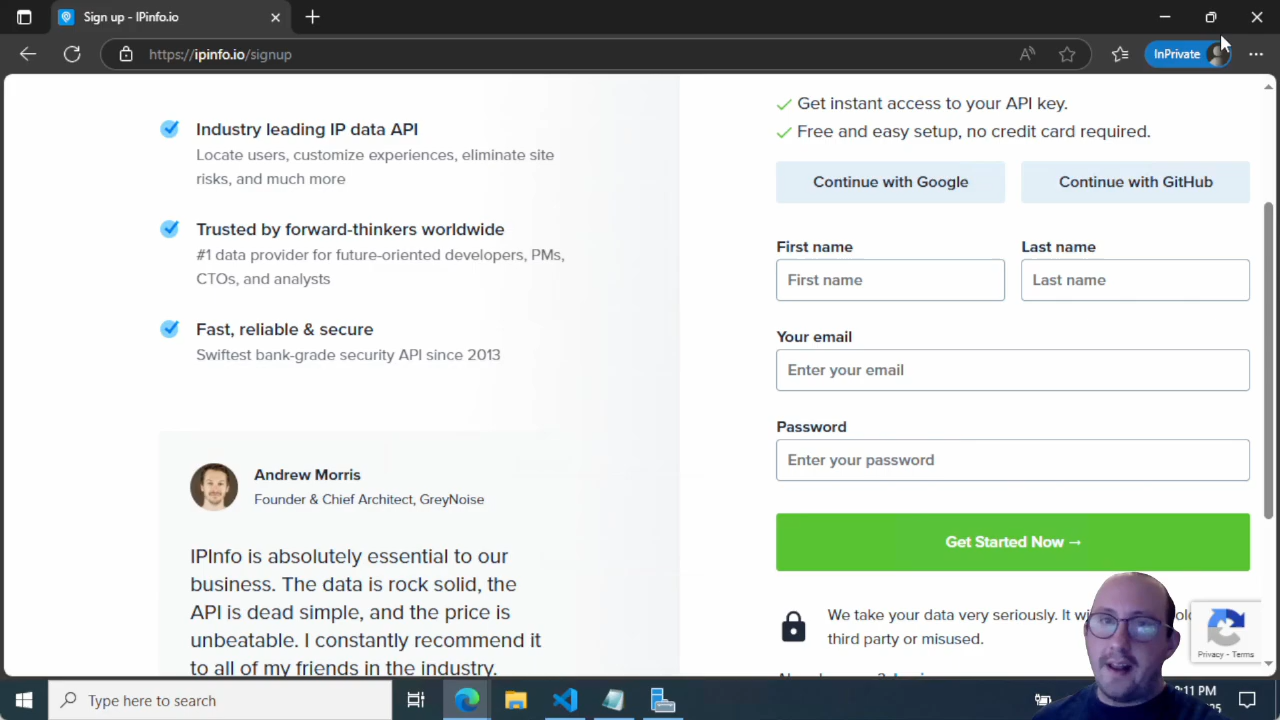 Sign up - IPinfo.io
https://ipinfo.io/signup
InPrivate
Industry leading IP data API
Locate users, customize experiences, eliminate site
risks, and much more
Trusted by forward-thinkers worldwide
#1 data provider for future-oriented developers, PMs,
CTOs, and analysts
Fast, reliable & secure
Swiftest bank-grade security API since 2013
Andrew Morris
Founder & Chief Architect, GreyNoise
IPInfo is absolutely essential to our
business. The data is rock solid, the
API is dead simple, and the price is
unbeatable. I constantly recommend it
to all of my friends in the industry.
Get instant access to your API key.
Free and easy setup, no credit card required.
Continue with Google
Continue with GitHub
First name
Last name
First name
Last name
Your email
Enter your email
Password
Enter your password
Get Started Now →
We take your data very seriously. It
third party or misused.
Privacy - Terms
Type here to search
:11 PM